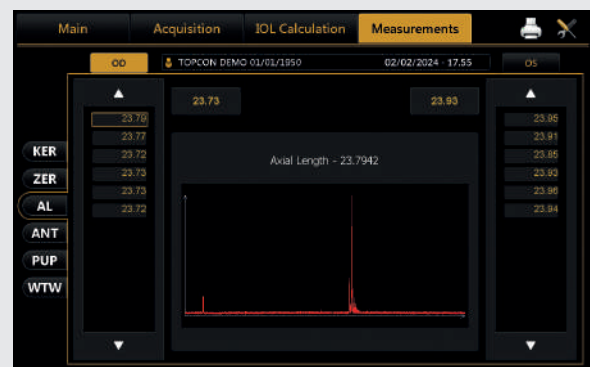 Main Acquisition IOL Calculation Measurements
OD TOPCON DEMO 01/01/1950 02/02/2024 - 17.55 OS
23.73 23.93
23.79
23.77
23.72
23.73
23.73
23.72
KER
ZER
AL
ANT
PUP
WTW
Axial Length - 23.7942
23.95
23.91
23.85
23.93
23.96
23.94